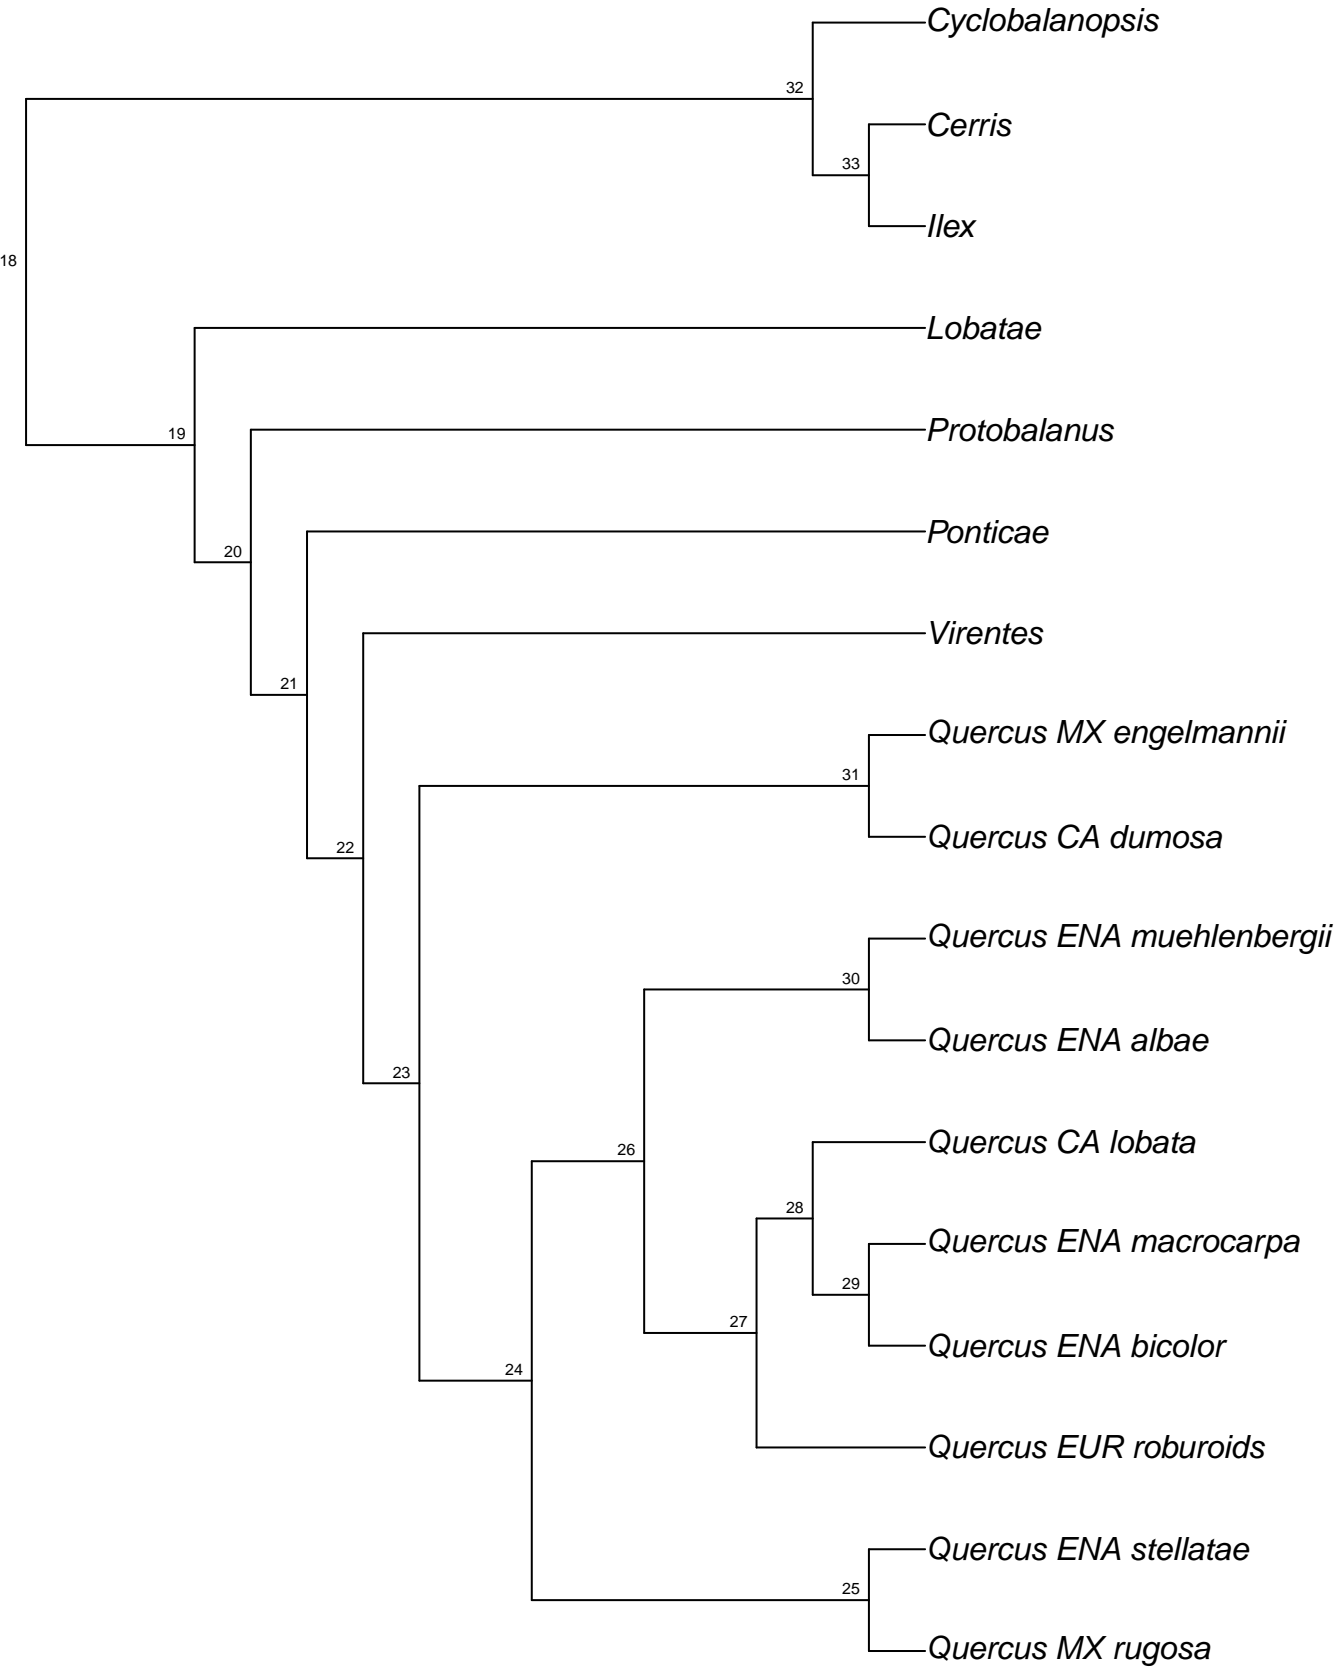 Cyclobalanopsis
32
Cerris
33
Ilex
18
Lobatae
19
Protobalanus
Ponticae
20
Virentes
21
Quercus MX engelmannii
31
Quercus CA dumosa
22
Quercus ENA muehlenbergii
30
Quercus ENA albae
23
Quercus CA lobata
26
28
Quercus ENA macrocarpa
29
27
Quercus ENA bicolor
24
Quercus EUR roburoids
Quercus ENA stellatae
25
Quercus MX rugosa